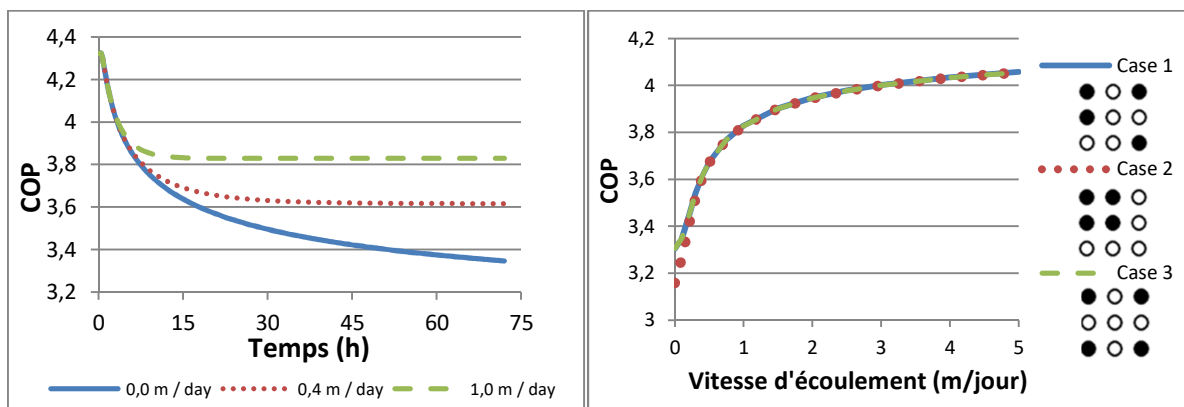 4,4
4,2
4
3,8
3,6
3,4
3,2
COP
0 15 30 45 60 75
Temps (h)
0,0 m / day 0,4 m / day 1,0 m / day
4,2
4
3,8
3,6
3,4
3,2
3
COP
0 1 2 3 4 5
Vitesse d'écoulement (m/jour)
Case 1
Case 2
Case 3